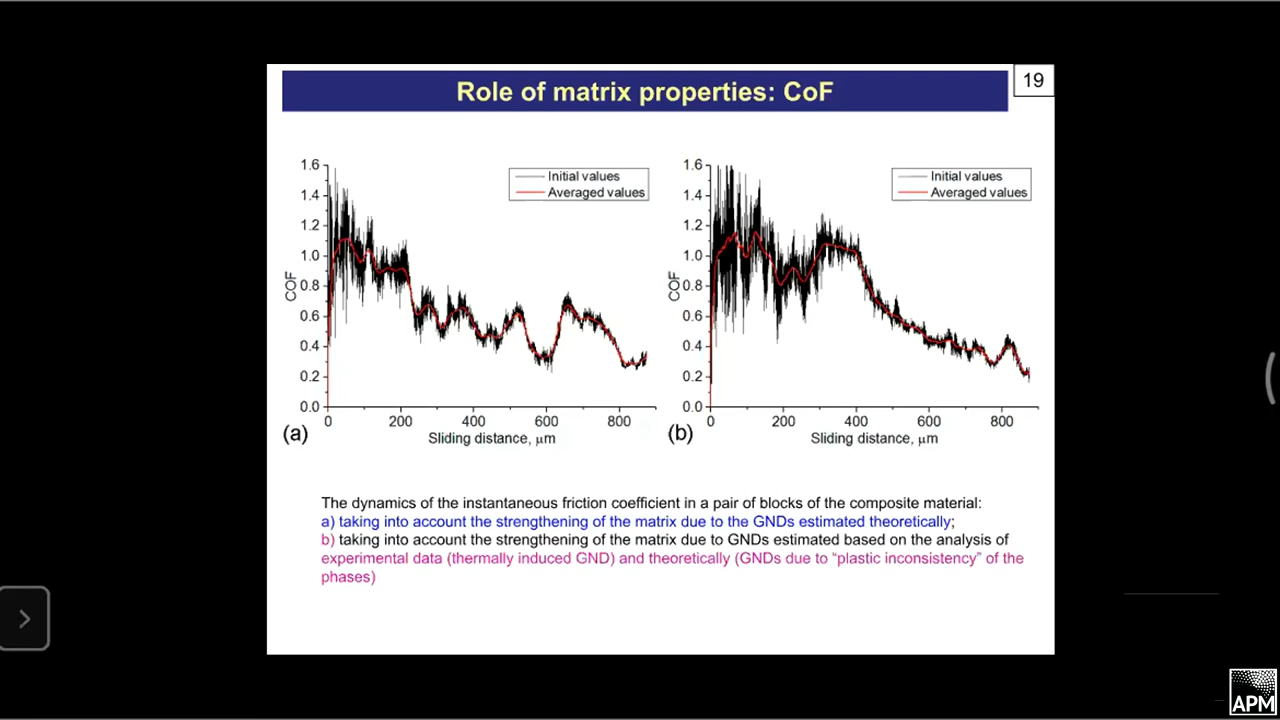 Role of matrix properties: CoF
19
1.6
1.4
1.2
1.0
0.8
0.6
0.4
0.2
0.0
COF
Initial values
Averaged values
0 200 400 600 800
Sliding distance, μm
(a)
1.6
1.4
1.2
1.0
0.8
0.6
0.4
0.2
0.0
COF
Initial values
Averaged values
0 200 400 600 800
Sliding distance, μm
(b)
The dynamics of the instantaneous friction coefficient in a pair of blocks of the composite material:
a) taking into account the strengthening of the matrix due to the GNDs estimated theoretically;
b) taking into account the strengthening of the matrix due to GNDs estimated based on the analysis of
experimental data (thermally induced GND) and theoretically (GNDs due to “plastic inconsistency” of the
phases)
APM